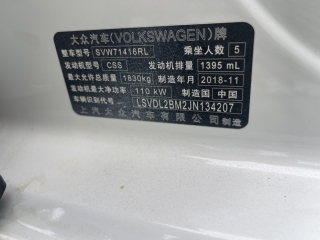 大众汽车(VOLKSWAGEN)牌
整车型号 SVW71416RL 乘坐人数 5
发动机型号 CSS 发动机排量 1395 mL
最大允许总质量 1830kg 制造年月 2018-11
发动机最大净功率 110 kW 制造国 中国
车辆识别代号 LSVDL2BM2JN134207
上汽大众汽车有限公司制造